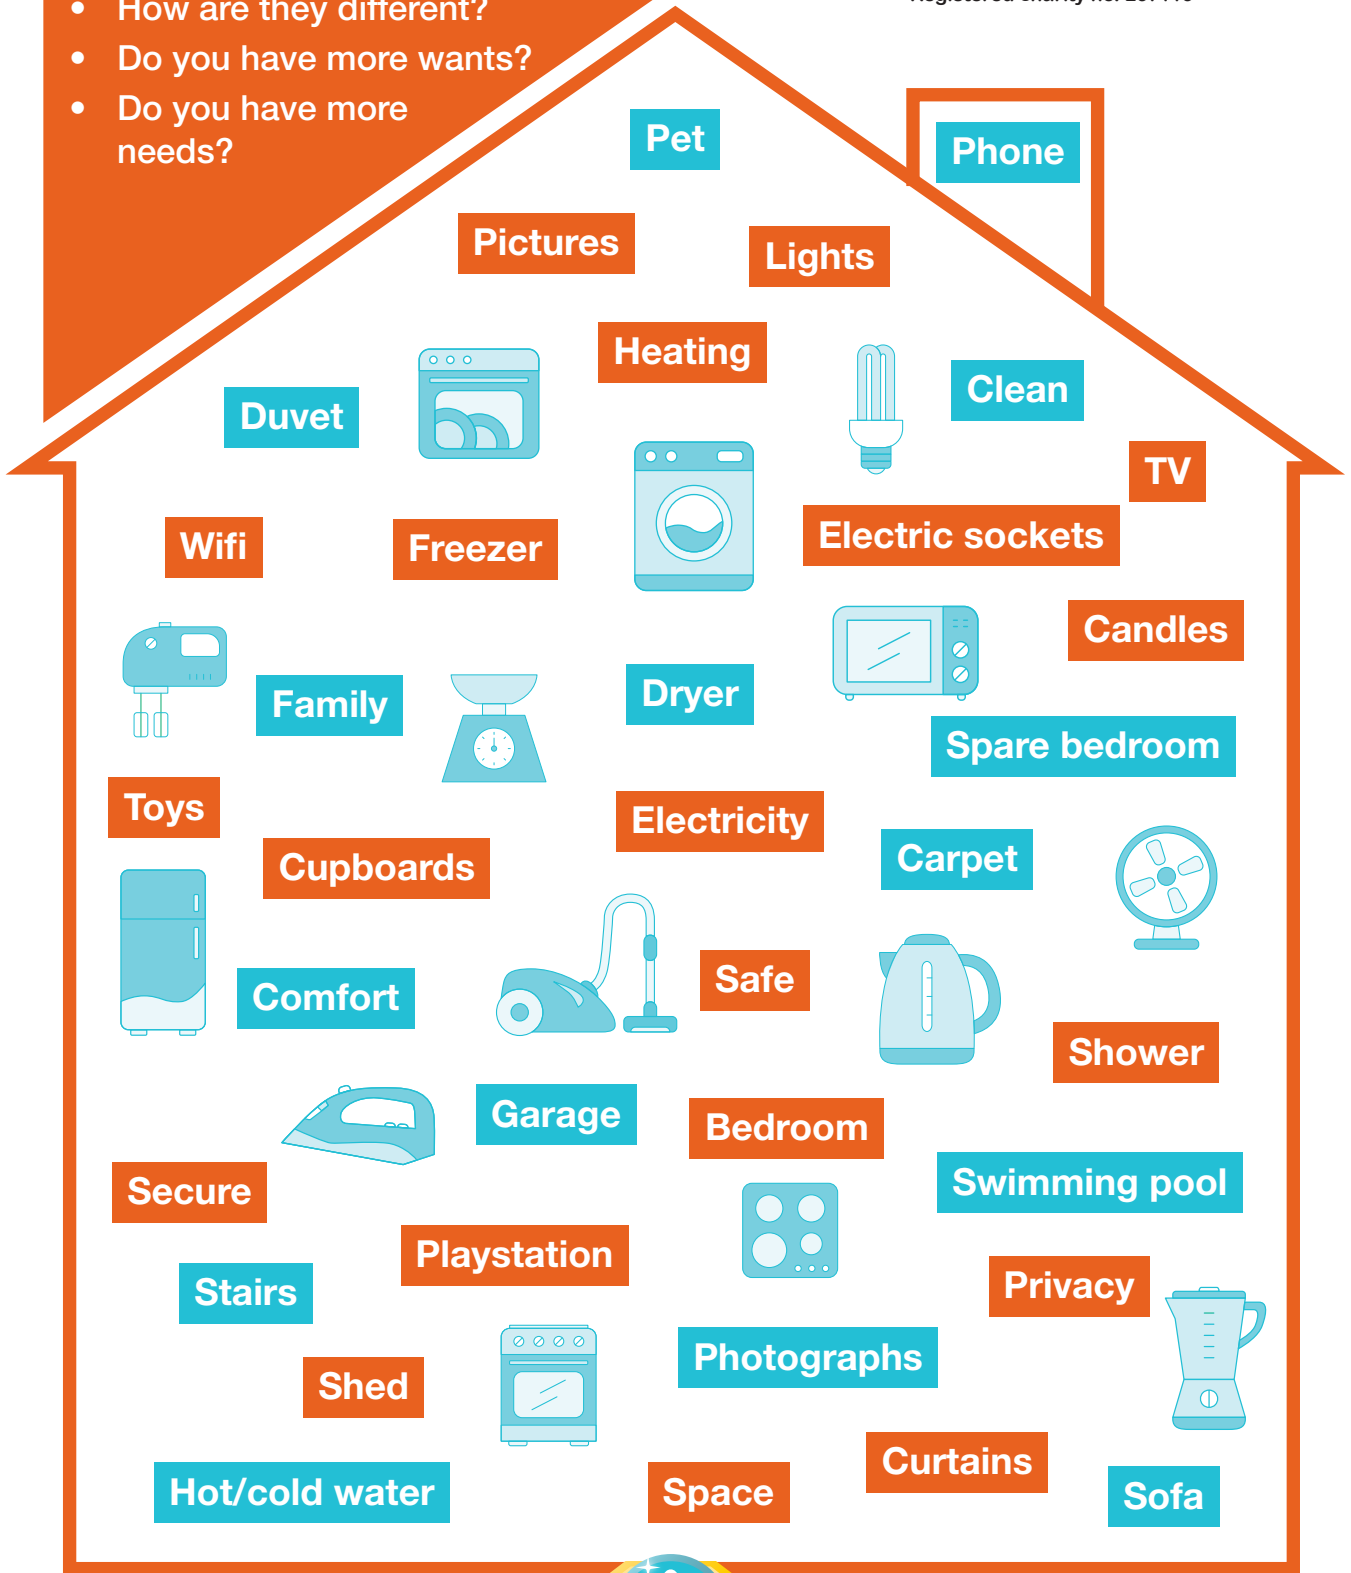 How are they different?
Do you have more wants?
Do you have more
needs?
Pet
Phone
Pictures
Lights
Heating
Clean
Duvet
TV
Wifi
Freezer
Electric sockets
Candles
Family
Dryer
Spare bedroom
Toys
Electricity
Cupboards
Carpet
Safe
Comfort
Shower
Garage
Bedroom
Secure
Swimming pool
Playstation
Stairs
Privacy
Photographs
Shed
Curtains
Hot/cold water
Space
Sofa